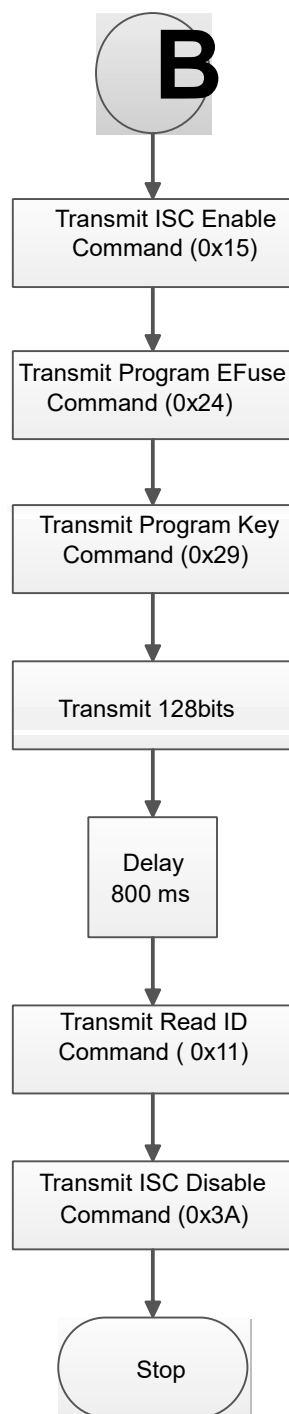 B
Transmit ISC Enable
Command (0x15)
Transmit Program EFuse
Command (0x24)
Transmit Program Key
Command (0x29)
Transmit 128bits
Delay
800 ms
Transmit Read ID
Command ( 0x11)
Transmit ISC Disable
Command (0x3A)
Stop